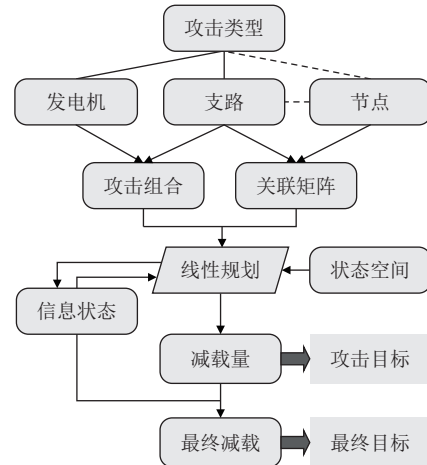 攻击类型
发电机
支路
节点
攻击组合
关联矩阵
线性规划
状态空间
信息状态
减载量
攻击目标
最终减载
最终目标